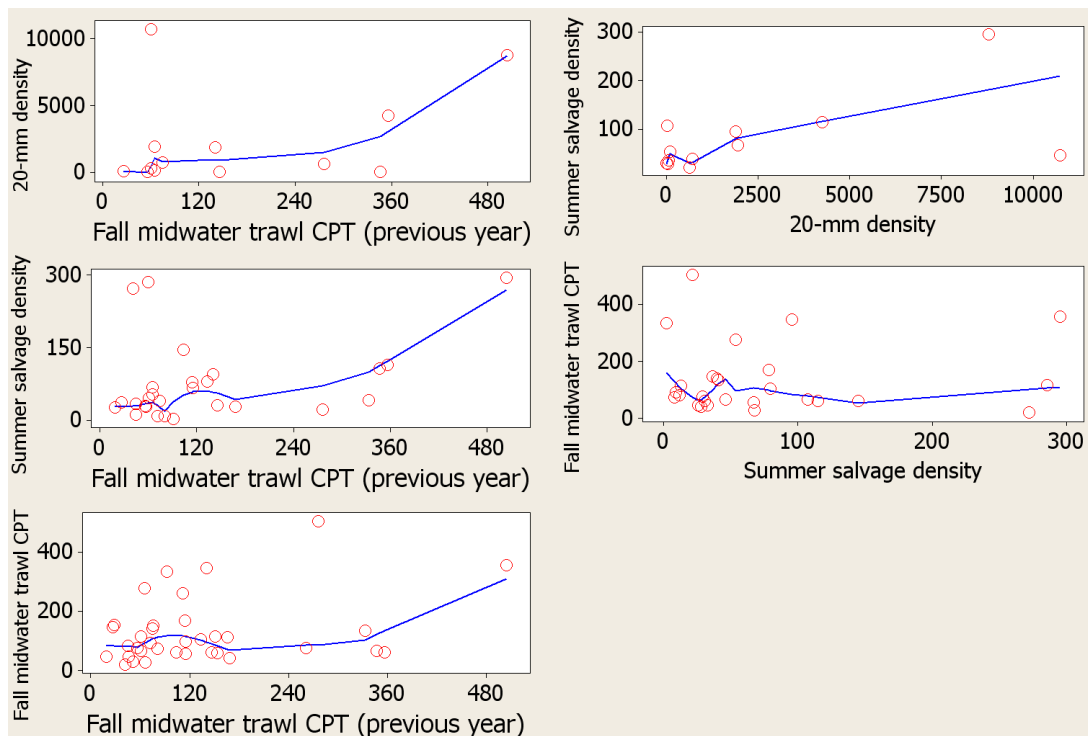 20-mm density
10000
5000
0
0 120 240 360 480
Fall midwater trawl CPT (previous year)
Summer salvage density
300
200
100
0 2500 5000 7500 10000
20-mm density
Summer salvage density
300
150
0
0 120 240 360 480
Fall midwater trawl CPT (previous year)
Fall midwater trawl CPT
400
200
0
0 100 200 300
Summer salvage density
Fall midwater trawl CPT
400
200
0
0 120 240 360 480
Fall midwater trawl CPT (previous year)